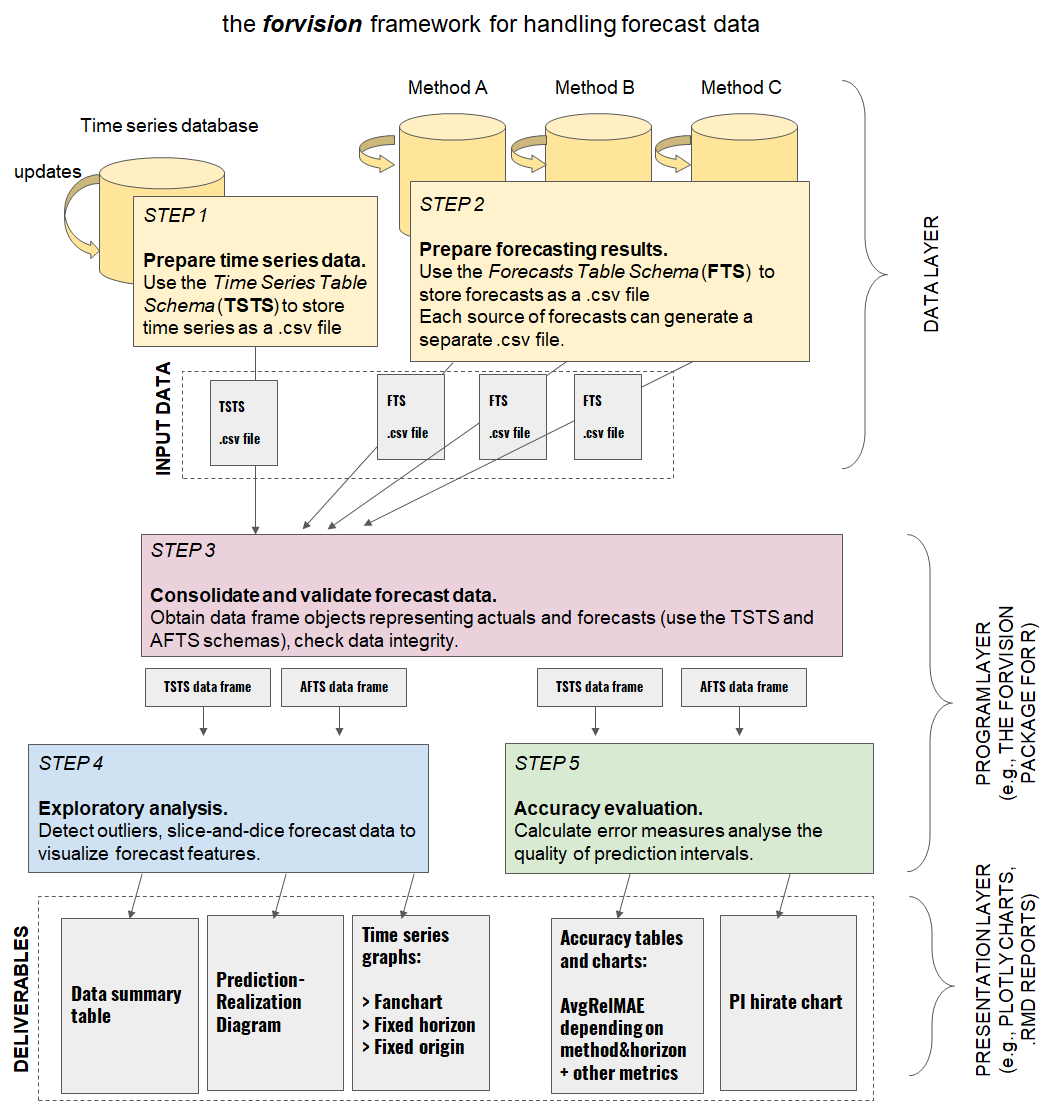 the forvision framework for handling forecast data
Method A
Method B
Method C
Time series database
updates
STEP 1
Prepare time series data.
Use the Time Series Table
Schema (TSTS) to store
time series as a .csv file
STEP 2
Prepare forecasting results.
Use the Forecasts Table Schema (FTS) to
store forecasts as a .csv file
Each source of forecasts can generate a
separate .csv file.
DATA LAYER
INPUT DATA
TSTS
.csv file
FTS
.csv file
FTS
.csv file
FTS
.csv file
STEP 3
Consolidate and validate forecast data.
Obtain data frame objects representing actuals and forecasts (use the TSTS and
AFTS schemas), check data integrity.
TSTS data frame
AFTS data frame
TSTS data frame
AFTS data frame
PROGRAM LAYER
(e.g., THE FORVISION
PACKAGE FOR R)
STEP 4
Exploratory analysis.
Detect outliers, slice-and-dice forecast data to
visualize forecast features.
STEP 5
Accuracy evaluation.
Calculate error measures analyse the
quality of prediction intervals.
DELIVERABLES
Data summary
table
Prediction-
Realization
Diagram
Time series
graphs:
> Fanchart
> Fixed horizon
> Fixed origin
Accuracy tables
and charts:
AvgRelMAE
depending on
method&horizon
+ other metrics
PI hirate chart
PRESENTATION LAYER
(e.g., PLOTLY CHARTS,
.RMD REPORTS)